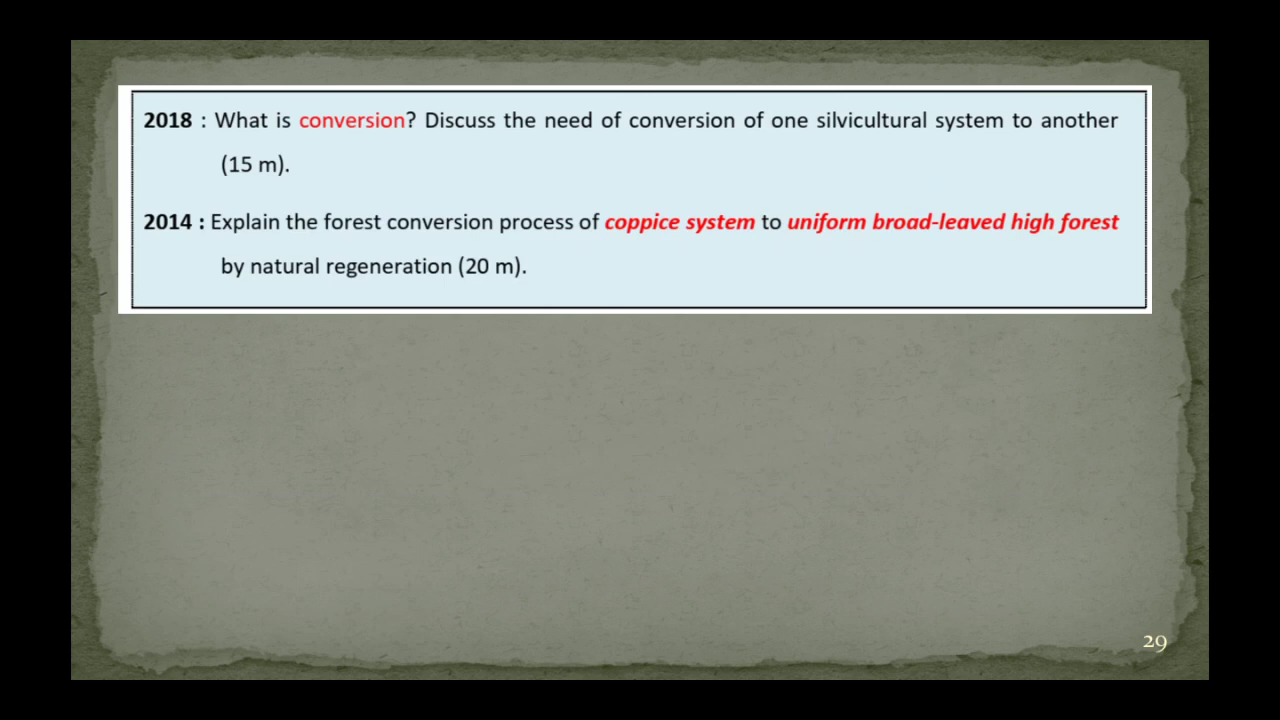 2018 : What is conversion? Discuss the need of conversion of one silvicultural system to another
(15 m).
2014 : Explain the forest conversion process of coppice system to uniform broad-leaved high forest
by natural regeneration (20 m).
29